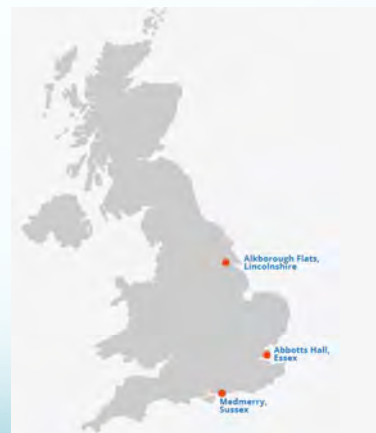 Alkborough Flats,
Lincolnshire
Abbotts Hall,
Essex
Medmerry,
Sussex